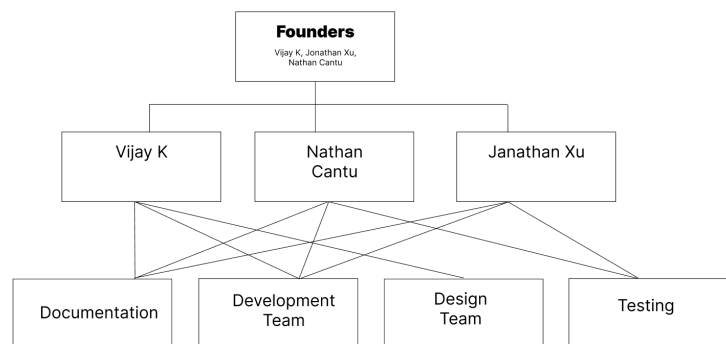 Founders
Vijay K, Jonathan Xu,
Nathan Cantu
Vijay K
Nathan
Cantu
Janathan Xu
Documentation
Development
Team
Design
Team
Testing